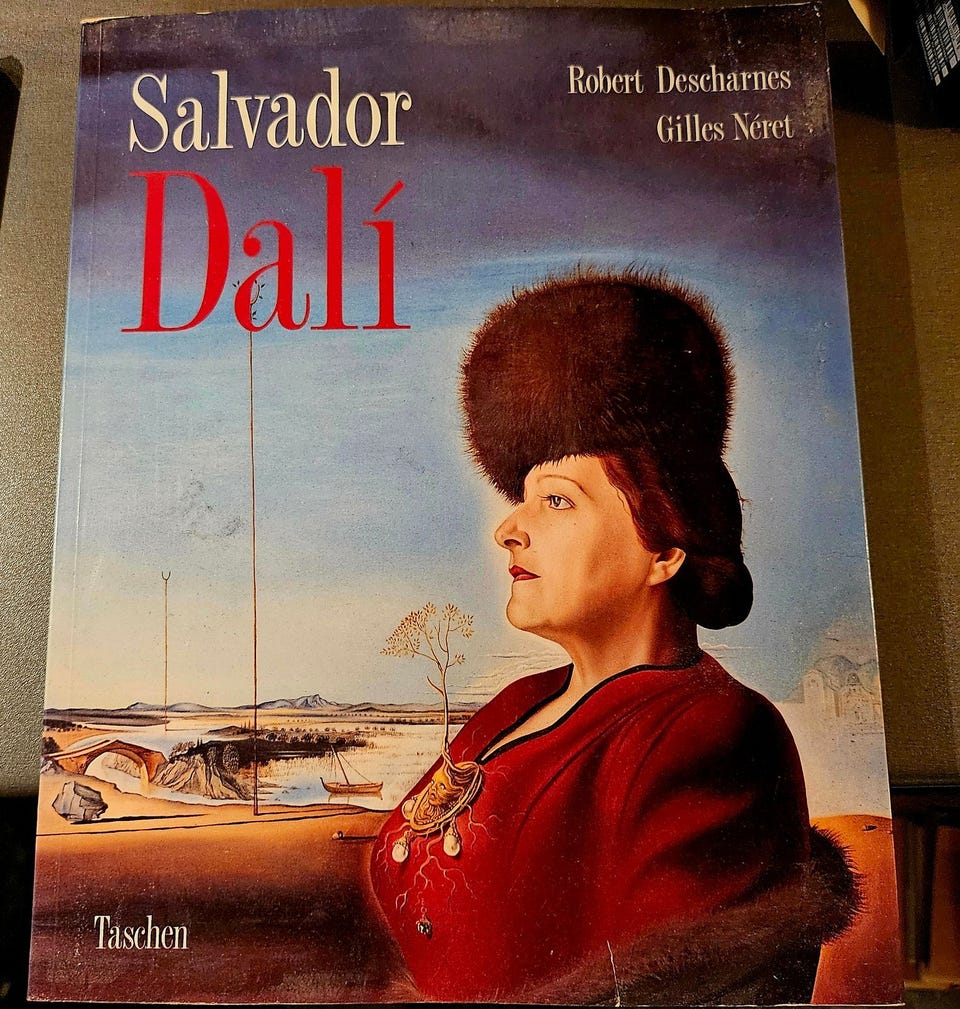 Salvador
Dalí
Robert Descharnes
Gilles Néret
Taschen